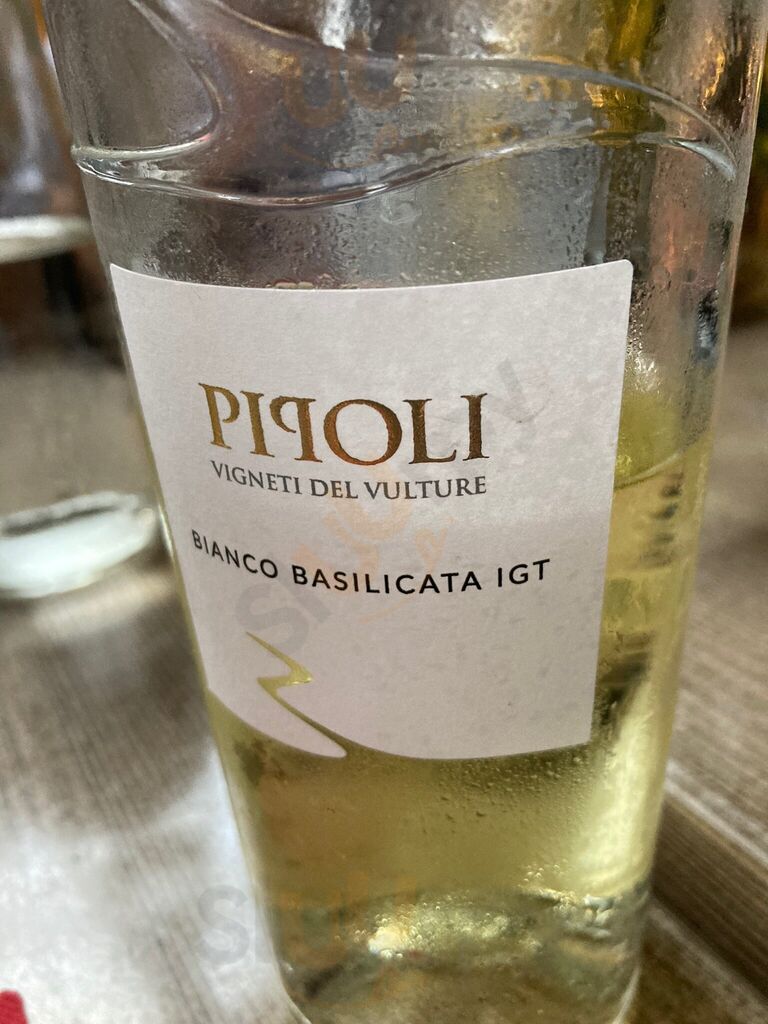 PIPOLI
VIGNETI DEL VULTURE
BIANCO BASILICATA IGT